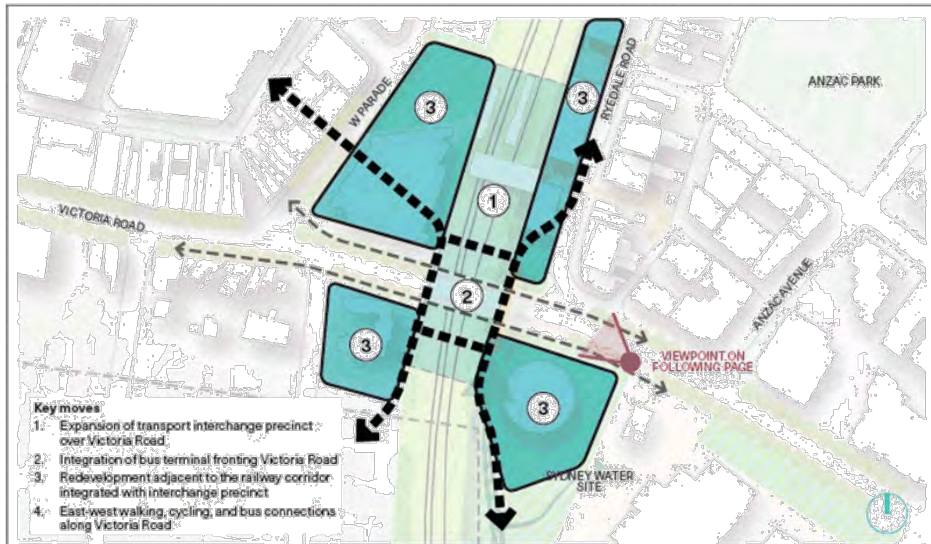 ANZAC PARK
RYEDALE ROAD
W PARADE
3
3
1
VICTORIA ROAD
2
ANZAC AVENUE
3
VIEWPOINT ON
FOLLOWING PAGE
3
SYDNEY WATER
SITE
Key moves
1. Expansion of transport interchange precinct
over Victoria Road
2. Integration of bus terminal fronting Victoria Road
3. Redevelopment adjacent to the railway corridor
integrated with interchange precinct
4. East-west walking, cycling, and bus connections
along Victoria Road